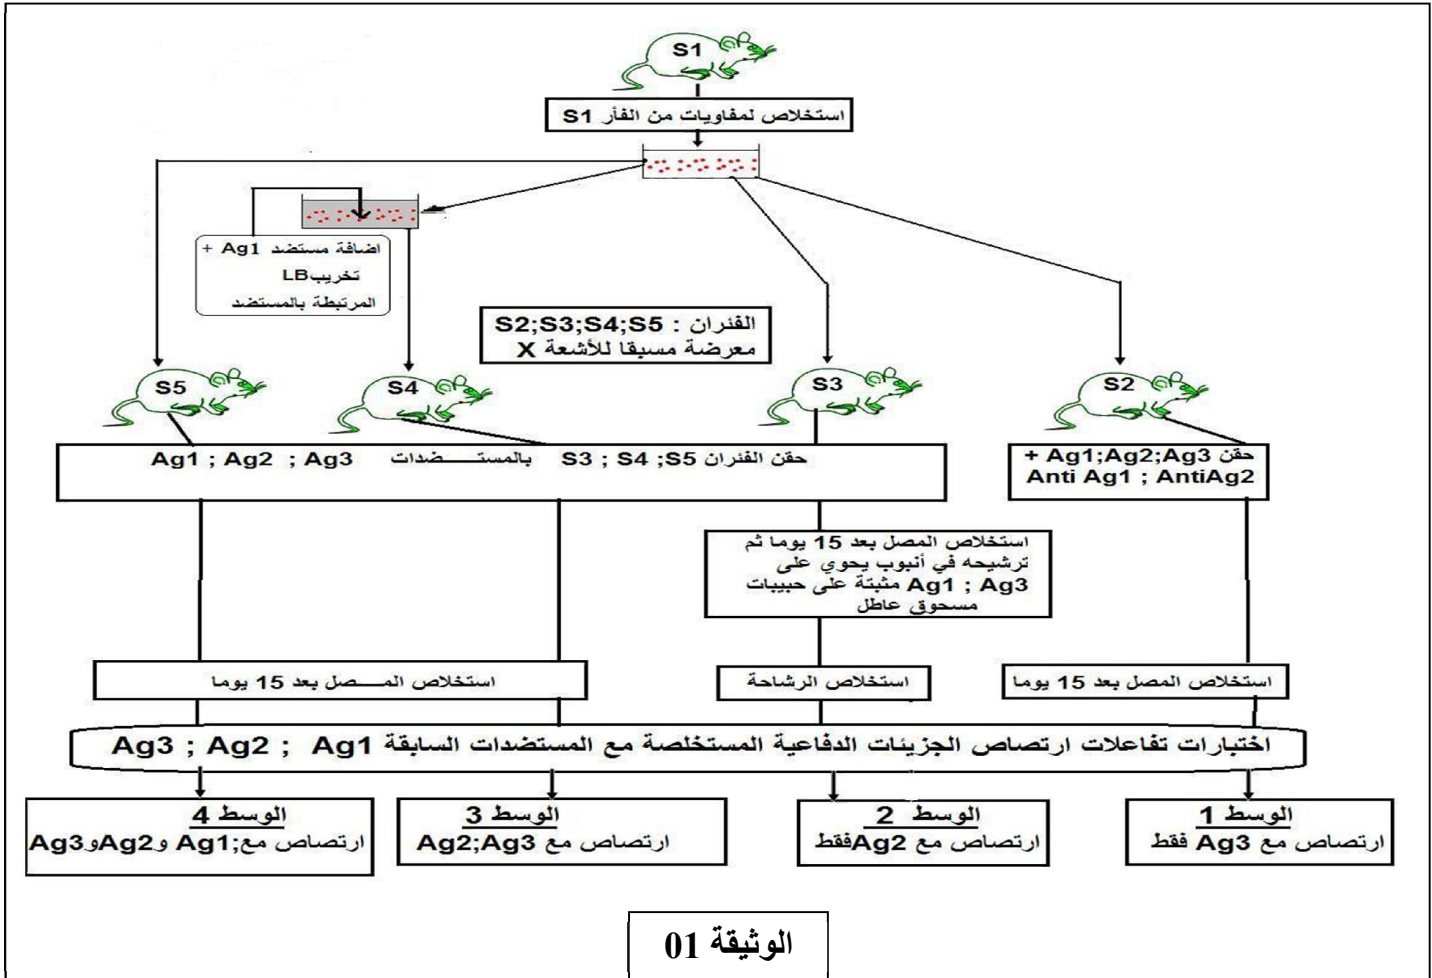 S1
استخلاص لمفاويات من الفأر S1
اضافة مستضد Ag1 +
تخريب LB
المرتبطة بالمستضد
الفئران : S2;S3;S4;S5
معرضة مسبقا للأشعة X
S5
S4
S3
S2
حقن الفئران S3 ; S4 ;S5 بالمستــــضدات Ag1 ; Ag2 ; Ag3
حقن Ag1;Ag2;Ag3 +
Anti Ag1 ; AntiAg2
استخلاص المصل بعد 15 يوما ثم
ترشيحه في أنبوب يحوي على
Ag1 ; Ag3 مثبتة على حبيبات
مسحوق عاطل
استخلاص المـــصل بعد 15 يوما
استخلاص الرشاحة
استخلاص المصل بعد 15 يوما
اختبارات تفاعلات ارتصاص الجزيئات الدفاعية المستخلصة مع المستضدات السابقة Ag3 ; Ag2 ; Ag1
الوسط 4
ارتصاص مع Ag1; وAg2 وAg3
الوسط 3
ارتصاص مع Ag2;Ag3
الوسط 2
ارتصاص مع Ag2فقط
الوسط 1
ارتصاص مع Ag3 فقط
الوثيقة 01